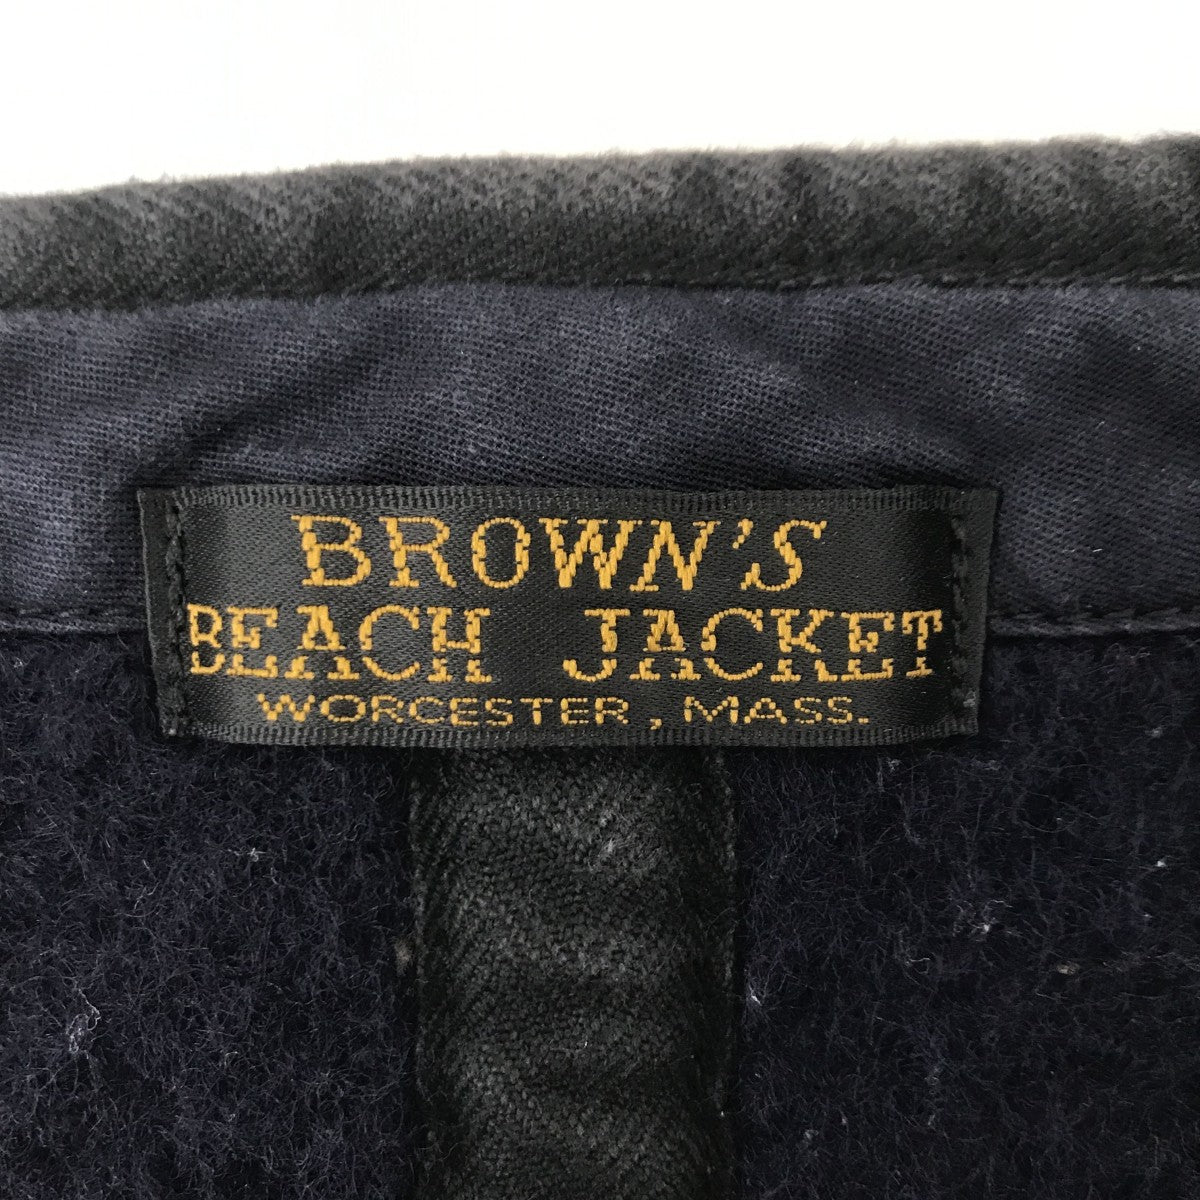 BROWN'S
BEACH JACKET
WORCESTER, MASS.